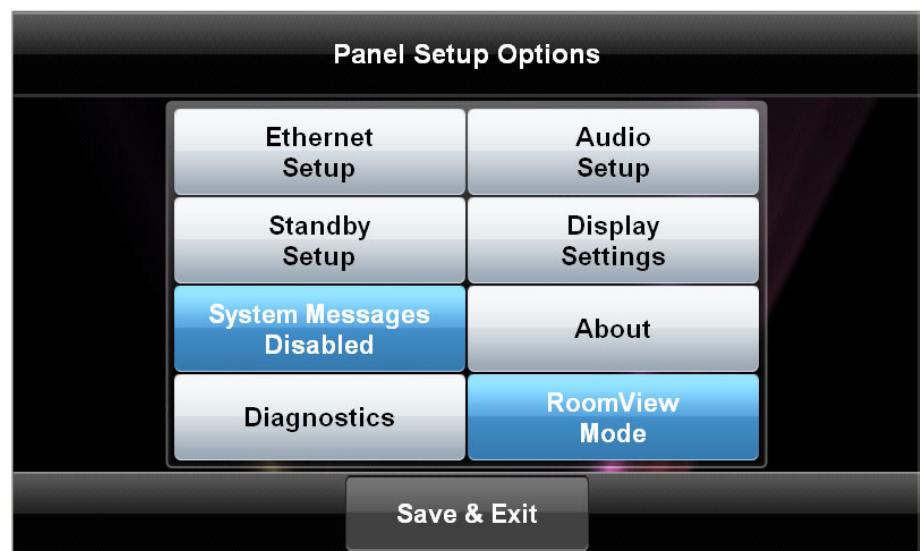 Panel Setup Options
Ethernet
Setup
Audio
Setup
Standby
Setup
Display
Settings
System Messages
Disabled
About
Diagnostics
RoomView
Mode
Save & Exit